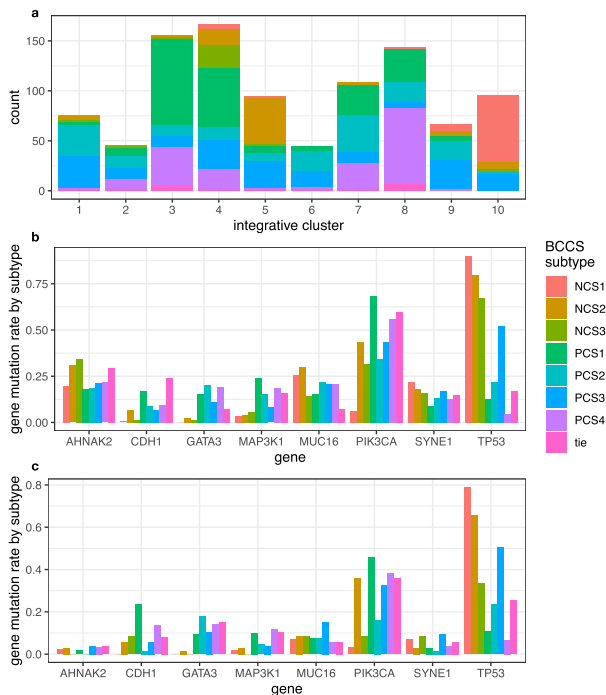 a
count
150
100
50
0
1 2 3 4 5 6 7 8 9 10
integrative cluster
b
gene mutation rate by subtype
0.75
0.50
0.25
0.00
AHNAK2 CDH1 GATA3 MAP3K1 MUC16 PIK3CA SYNE1 TP53
gene
BCCS
subtype
NCS1
NCS2
NCS3
PCS1
PCS2
PCS3
PCS4
tie
c
gene mutation rate by subtype
0.8
0.6
0.4
0.2
0.0
AHNAK2 CDH1 GATA3 MAP3K1 MUC16 PIK3CA SYNE1 TP53
gene